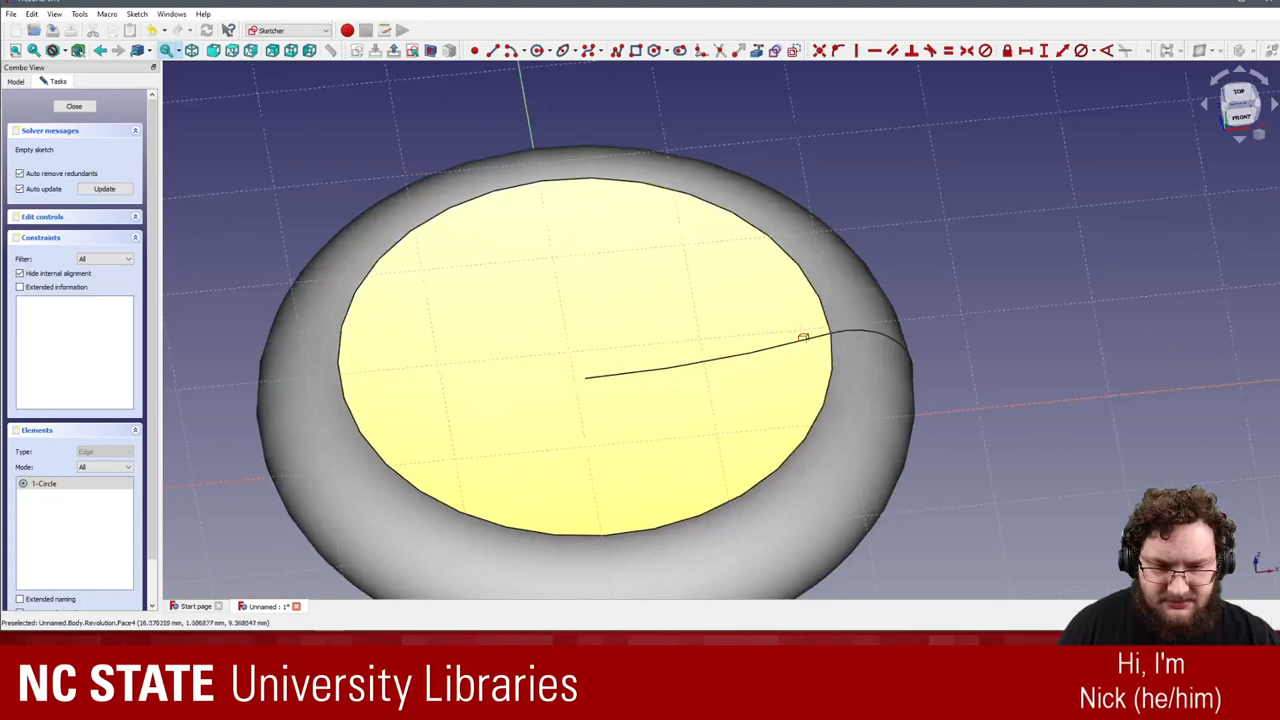 File Edit View Tools Macro Sketch Windows Help
Sketcher
Combo View
Model Tasks
Close
Solver messages
Empty sketch
Auto remove redundants
Auto update Update
Edit controls
Constraints
Filter: All
Hide internal alignment
Extended information
Elements
Type: Edge
Mode: All
1-Circle
Extended naming
TOP
FRONT
Start page Unnamed : 1*
NC STATE University Libraries
Hi, I'm
Nick (he/him)